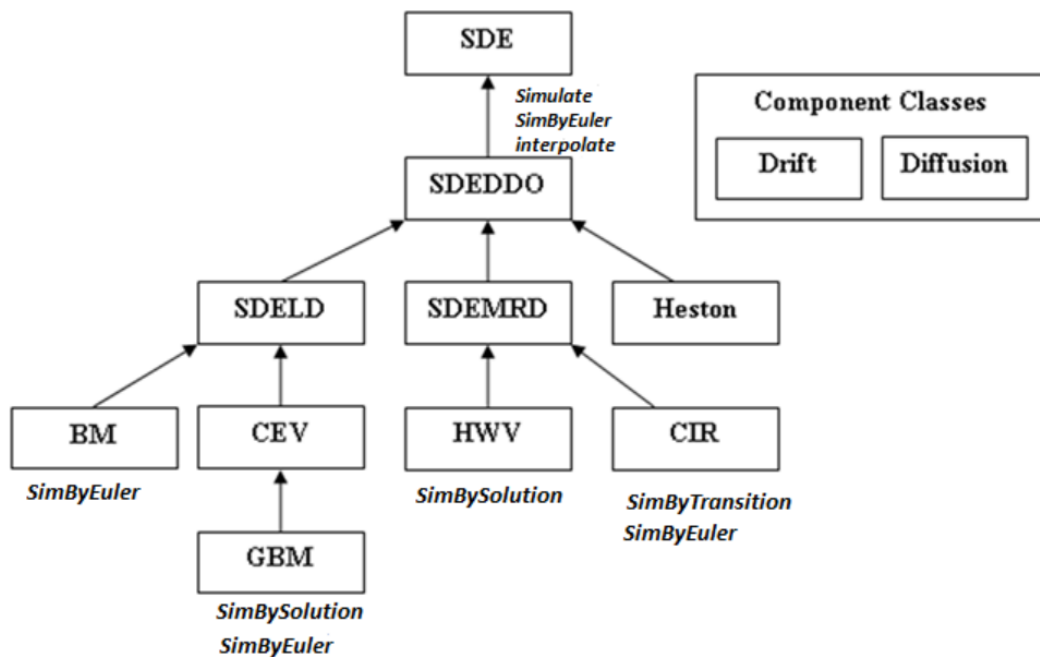 SDE
Simulate
SimByEuler
interpolate
Component Classes
Drift
Diffusion
SDEDDO
SDELD
SDEMRD
Heston
BM
CEV
HWV
CIR
SimByEuler
SimBySolution
SimByTransition
SimByEuler
GBM
SimBySolution
SimByEuler